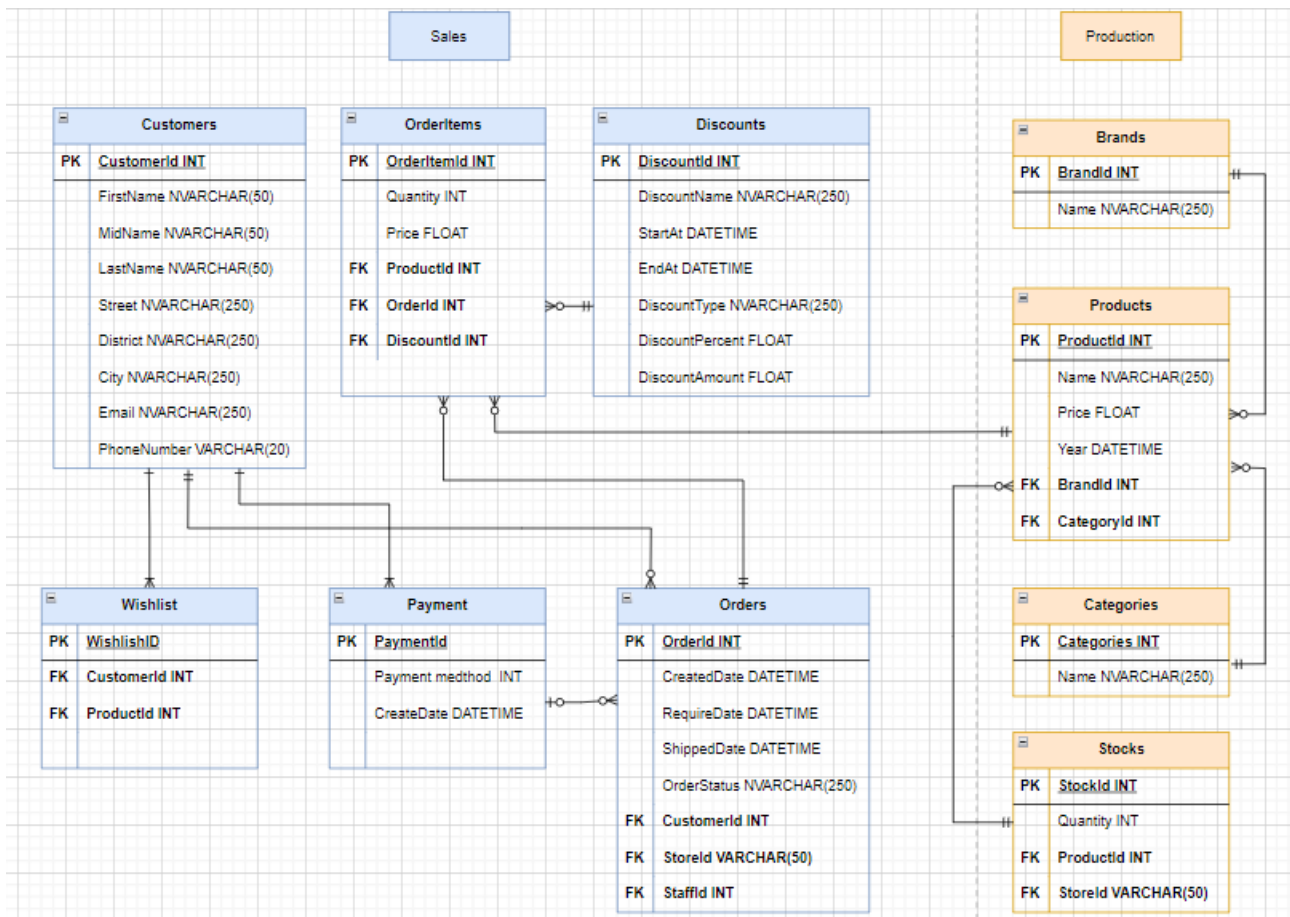 Sales
Production
Customers
PK CustomerId INT
FirstName NVARCHAR(50)
MidName NVARCHAR(50)
LastName NVARCHAR(50)
Street NVARCHAR(250)
District NVARCHAR(250)
City NVARCHAR(250)
Email NVARCHAR(250)
PhoneNumber VARCHAR(20)
OrderItems
PK OrderItemId INT
Quantity INT
Price FLOAT
FK ProductId INT
FK OrderId INT
FK DiscountId INT
Discounts
PK DiscountId INT
DiscountName NVARCHAR(250)
StartAt DATETIME
EndAt DATETIME
DiscountType NVARCHAR(250)
DiscountPercent FLOAT
DiscountAmount FLOAT
Brands
PK BrandId INT
Name NVARCHAR(250)
Products
PK ProductId INT
Name NVARCHAR(250)
Price FLOAT
Year DATETIME
FK BrandId INT
FK CategoryId INT
Wishlist
PK WishlishID
FK CustomerId INT
FK ProductId INT
Payment
PK PaymentId
Payment medthod INT
CreateDate DATETIME
Orders
PK OrderId INT
CreatedDate DATETIME
RequireDate DATETIME
ShippedDate DATETIME
OrderStatus NVARCHAR(250)
FK CustomerId INT
FK StoreId VARCHAR(50)
FK StaffId INT
Categories
PK Categories INT
Name NVARCHAR(250)
Stocks
PK StockId INT
Quantity INT
FK ProductId INT
FK StoreId VARCHAR(50)